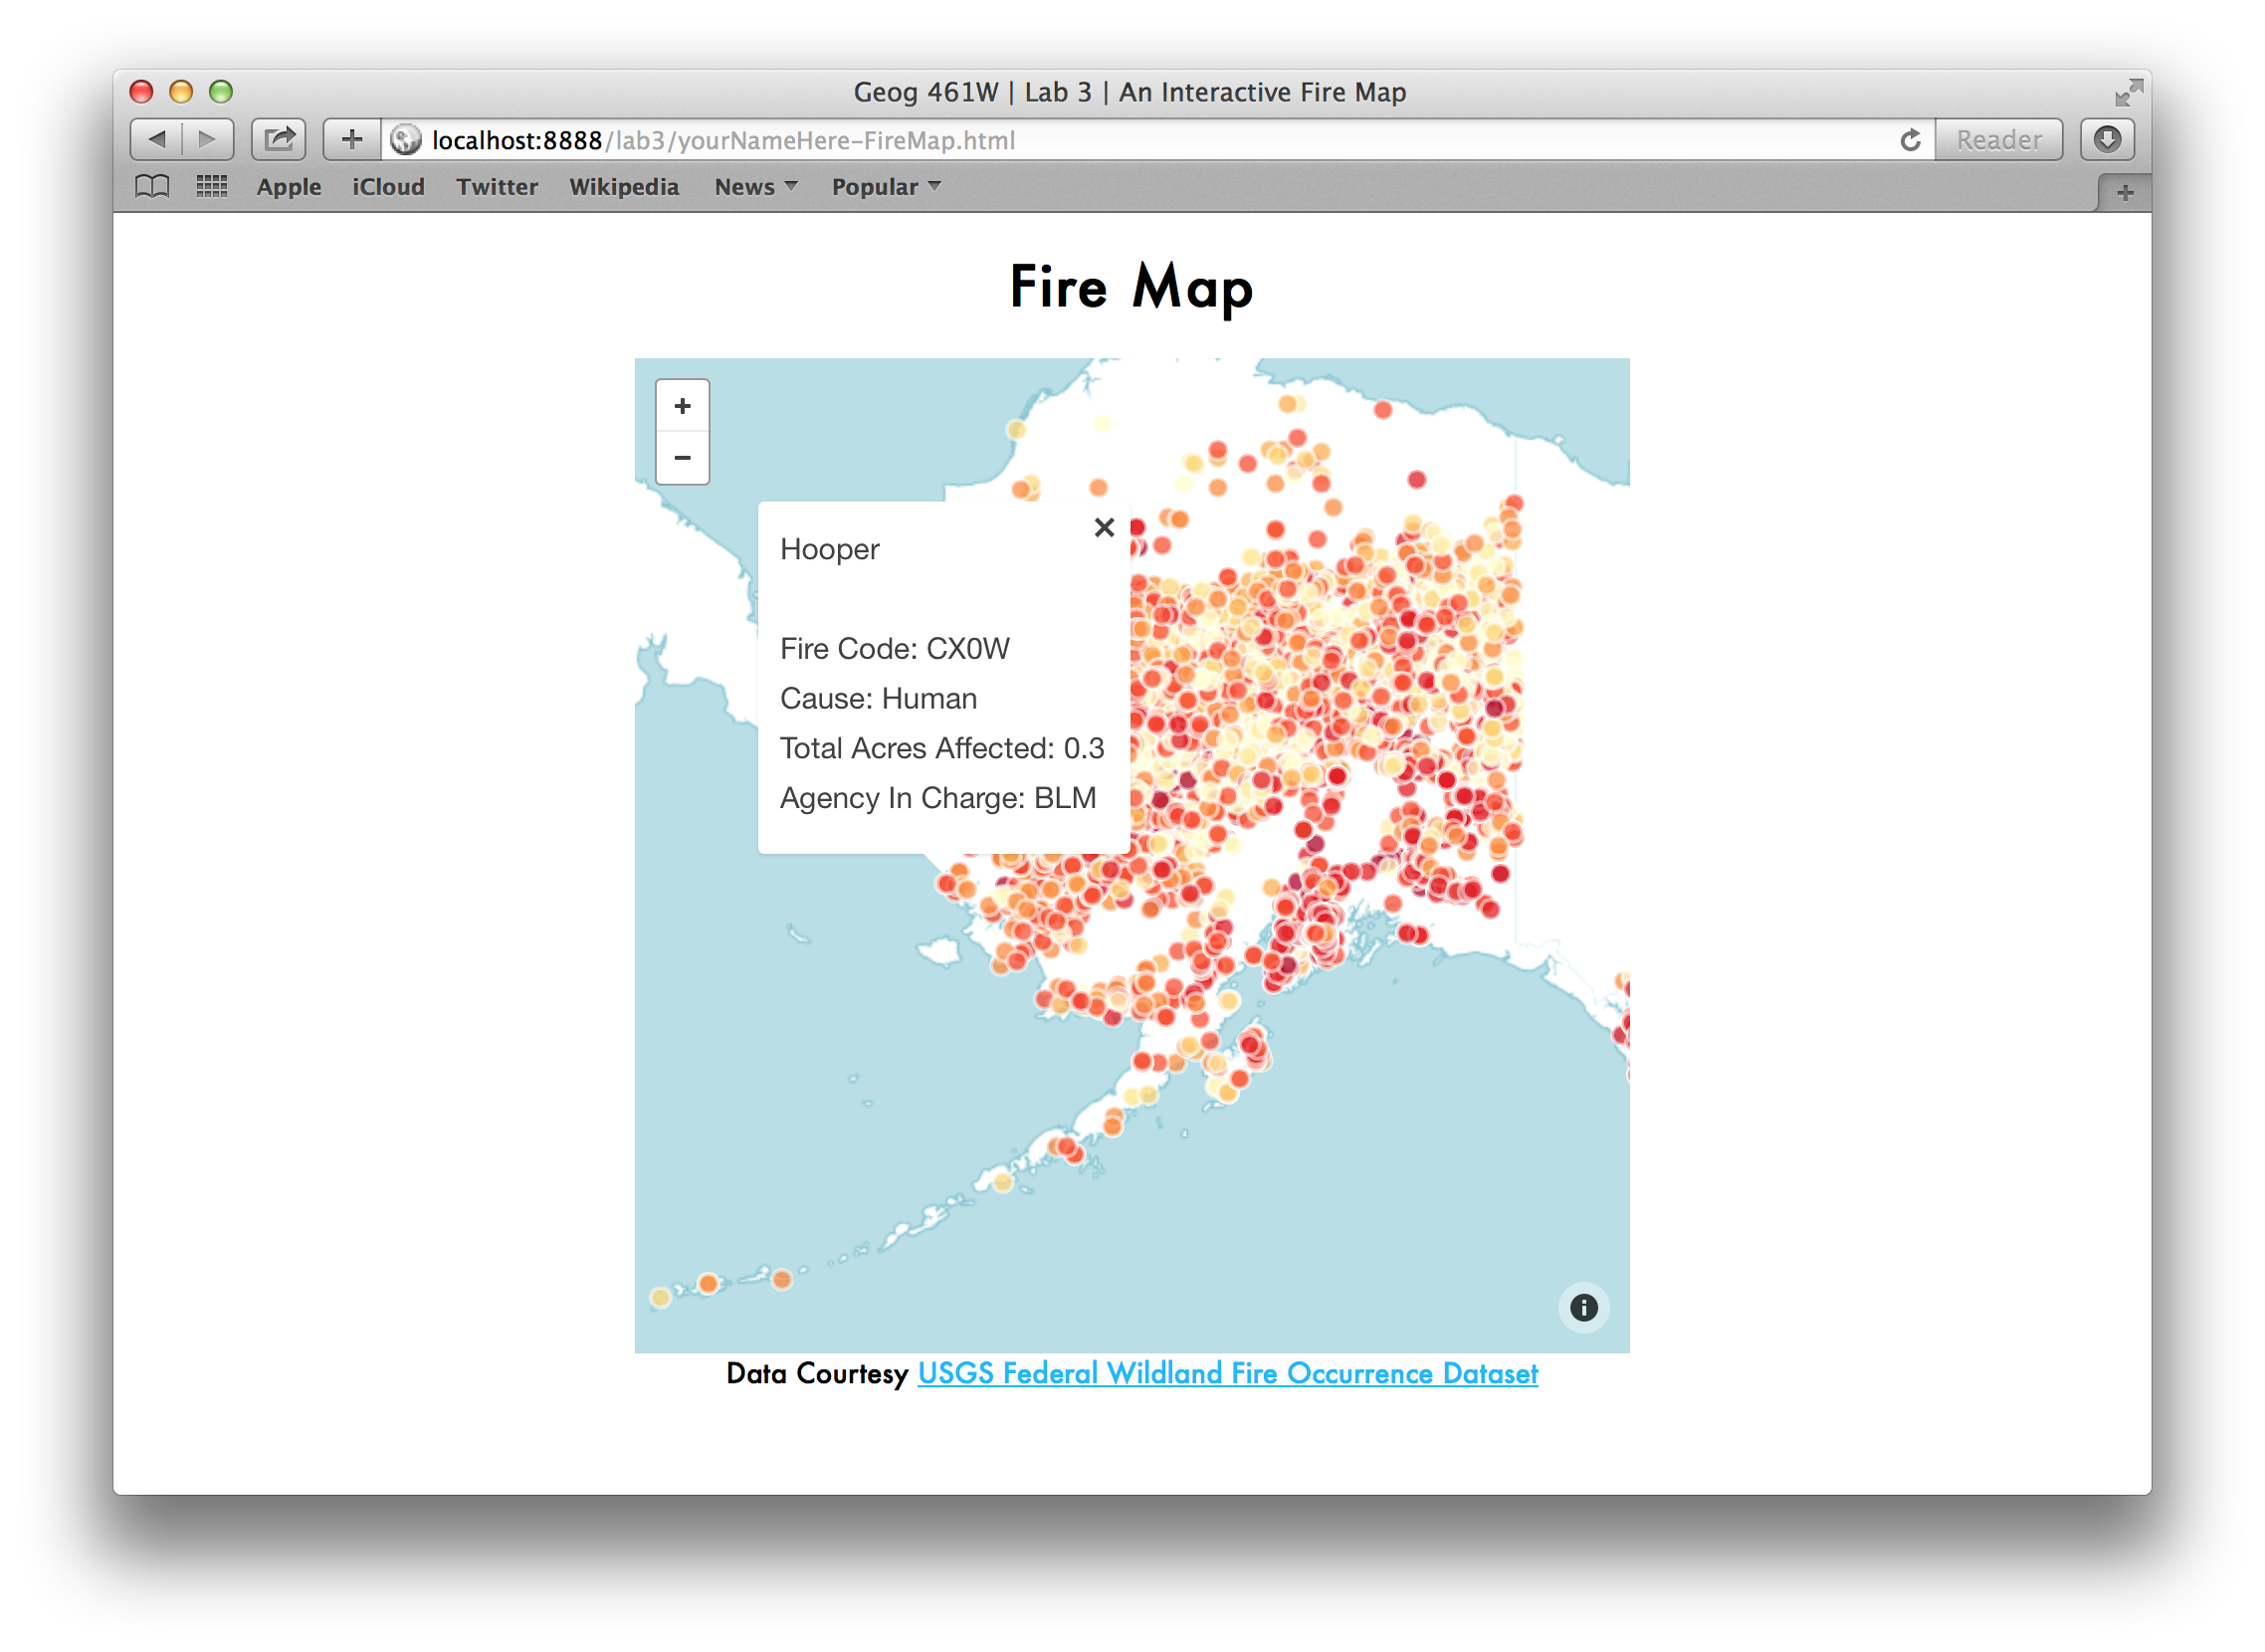 Geog 461W | Lab 3 | An Interactive Fire Map
localhost:8888/lab3/yourNameHere-FireMap.html
Reader
Apple iCloud Twitter Wikipedia News Popular
Fire Map
+
−
Hooper
Fire Code: CX0W
Cause: Human
Total Acres Affected: 0.3
Agency In Charge: BLM
Data Courtesy USGS Federal Wildland Fire Occurrence Dataset